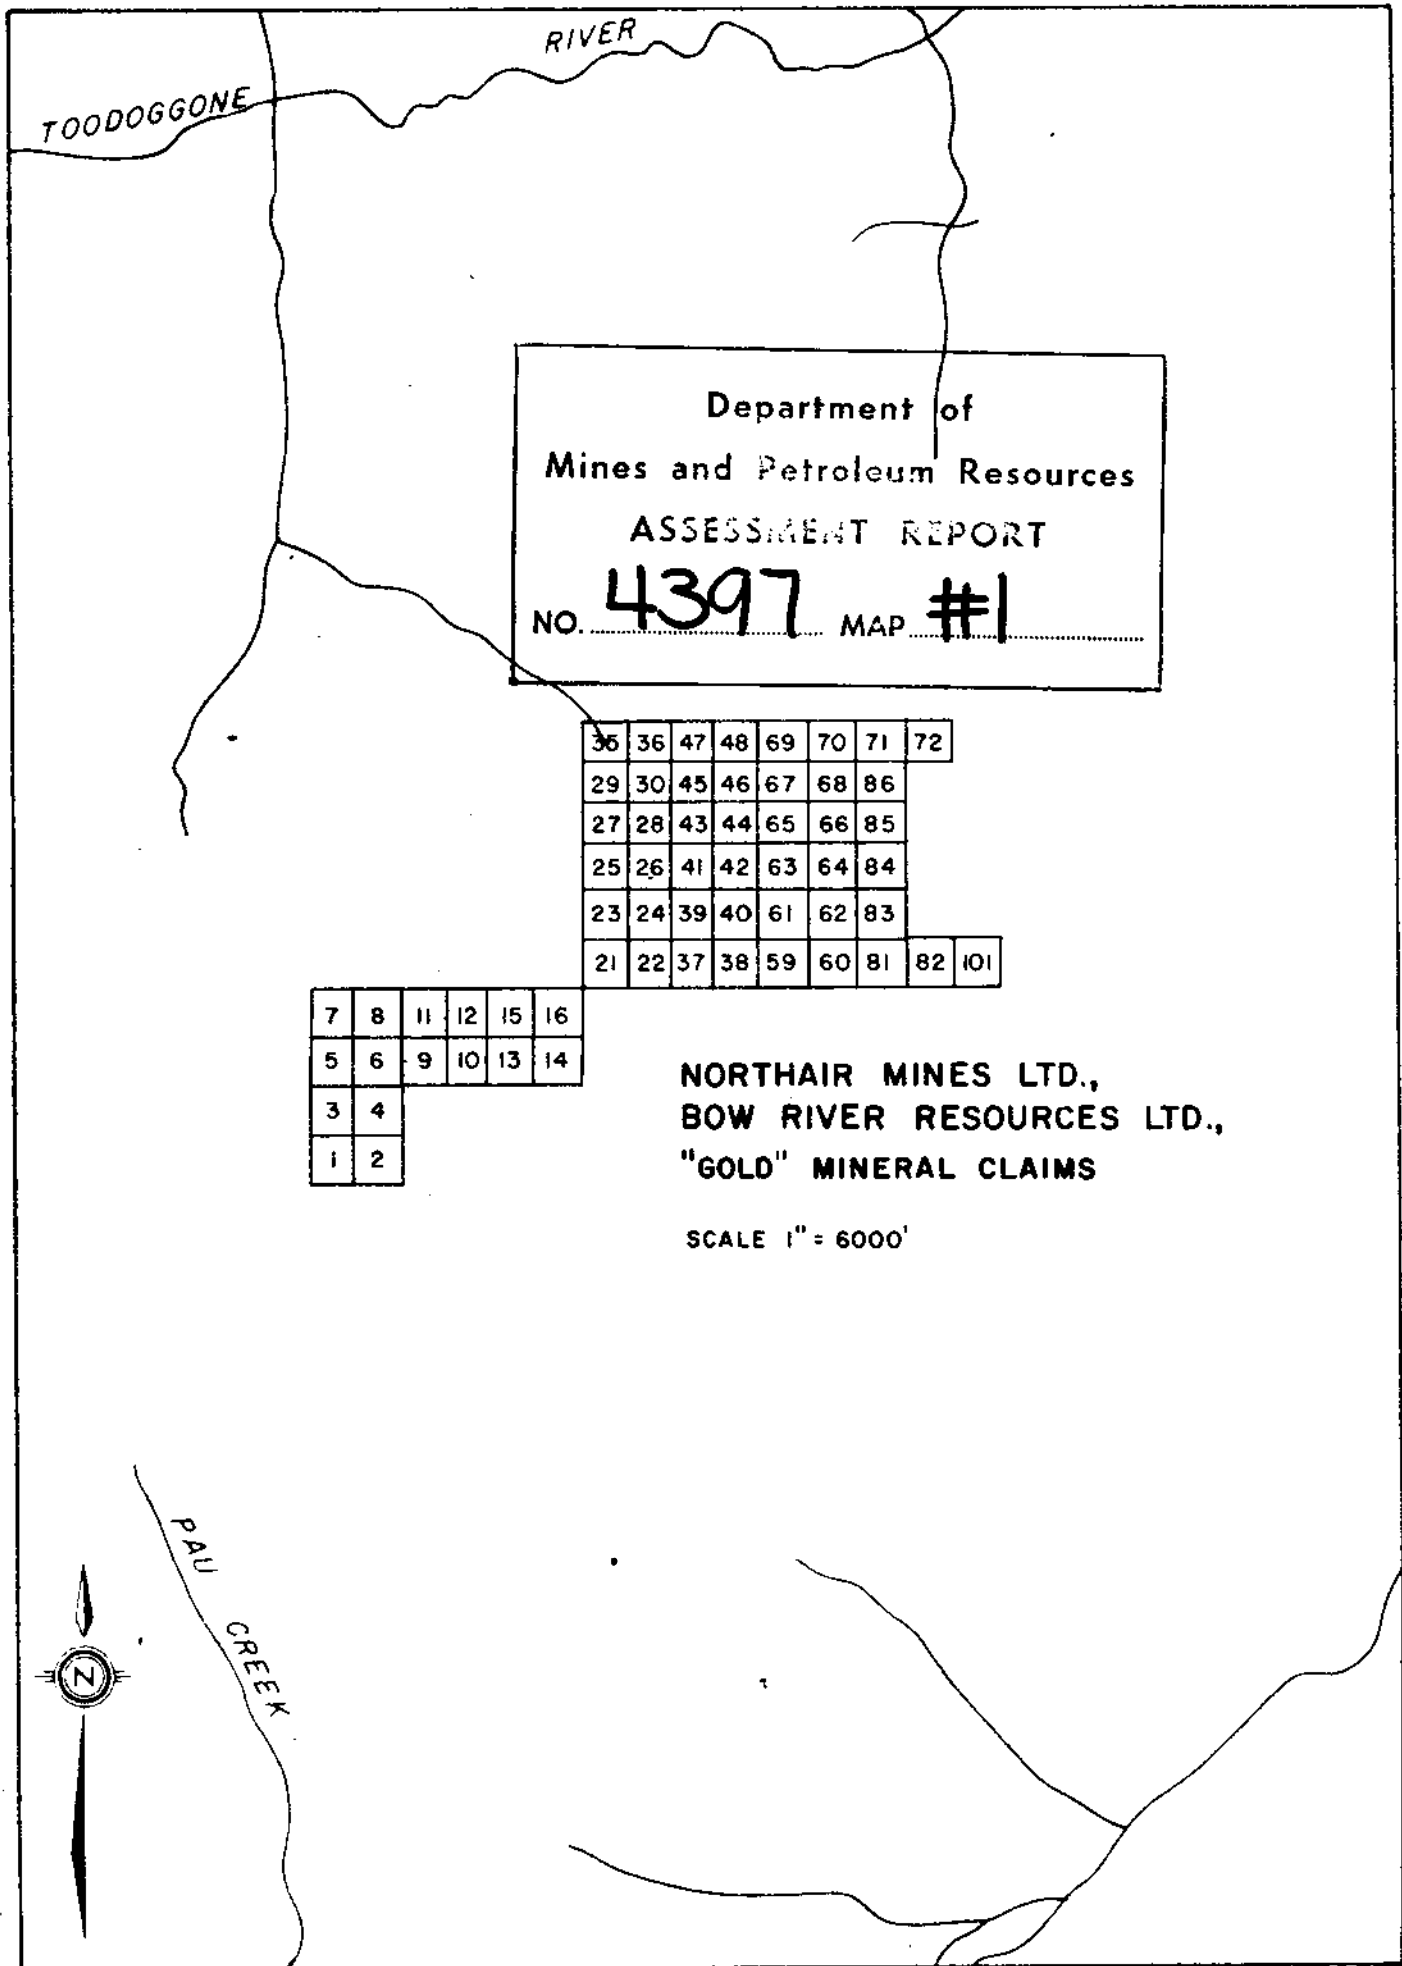 RIVER
TOODOGGONE
Department of
Mines and Petroleum Resources
ASSESSMENT REPORT
NO. 4397 MAP #1
35 36 47 48 69 70 71 72
29 30 45 46 67 68 86
27 28 43 44 65 66 85
25 26 41 42 63 64 84
23 24 39 40 61 62 83
21 22 37 38 59 60 81 82 101
7 8 11 12 15 16
5 6 9 10 13 14
3 4
1 2
NORTHAIR MINES LTD.,
BOW RIVER RESOURCES LTD.,
"GOLD" MINERAL CLAIMS
SCALE 1" = 6000'
PAU CREEK
N